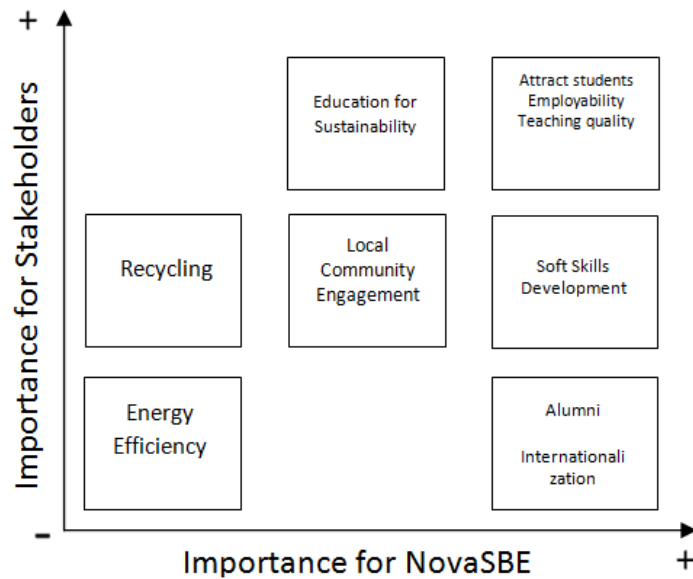 +
Importance for Stakeholders
Education for
Sustainability
Attract students
Employability
Teaching quality
Recycling
Local
Community
Engagement
Soft Skills
Development
Energy
Efficiency
Alumni
Internationali
zation
-
Importance for NovaSBE
+